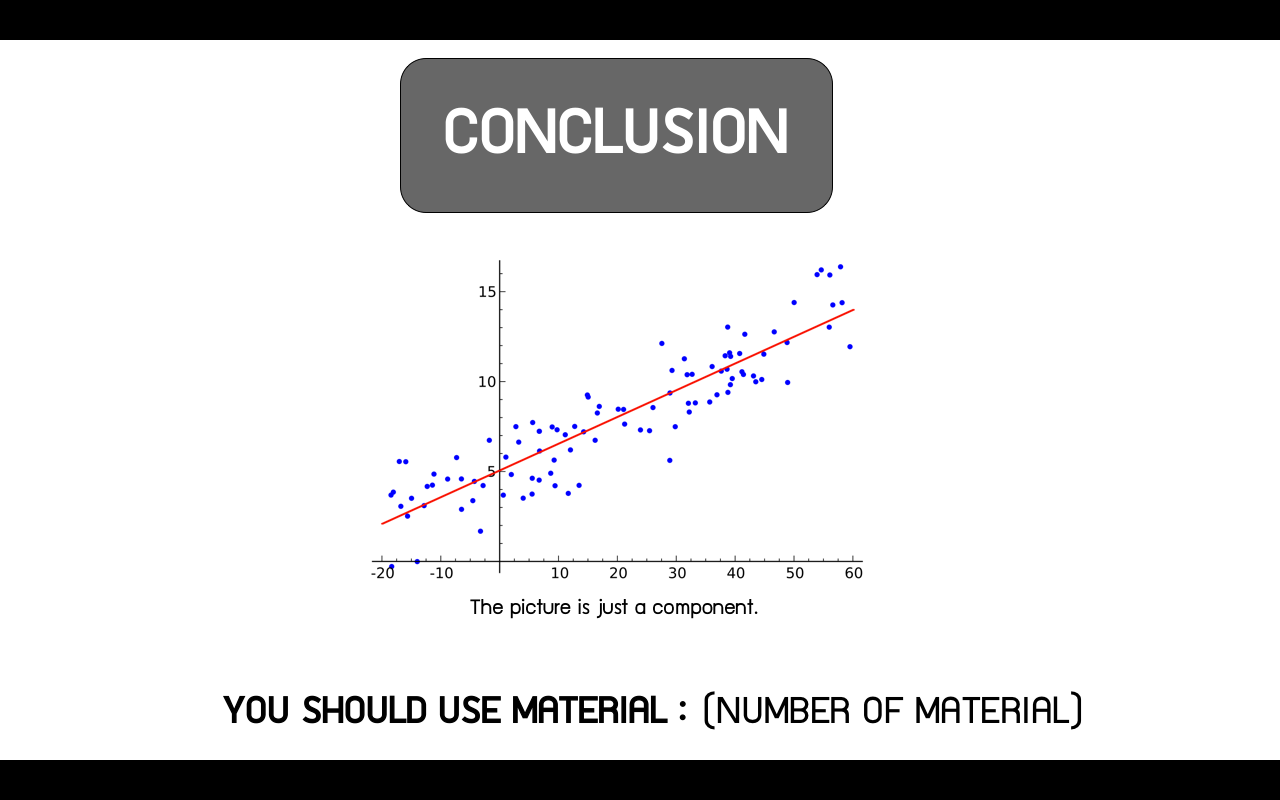 CONCLUSION
15
10
5
-20 -10 10 20 30 40 50 60
The picture is just a component.
YOU SHOULD USE MATERIAL : (NUMBER OF MATERIAL)